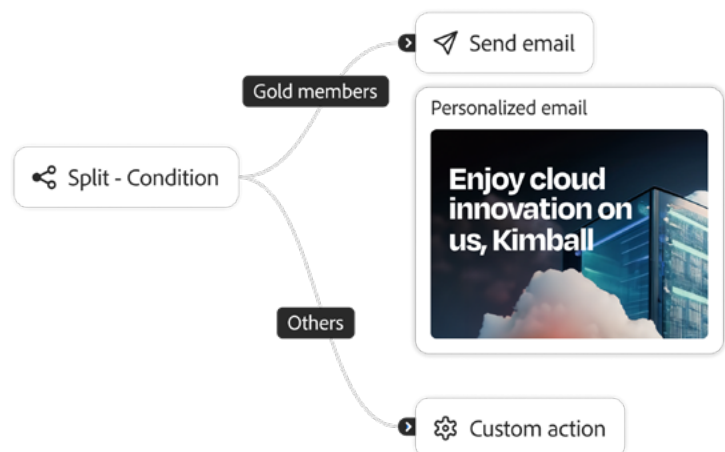 Send email
Gold members
Personalized email
Split - Condition
Enjoy cloud
innovation on
us, Kimball
Others
Custom action